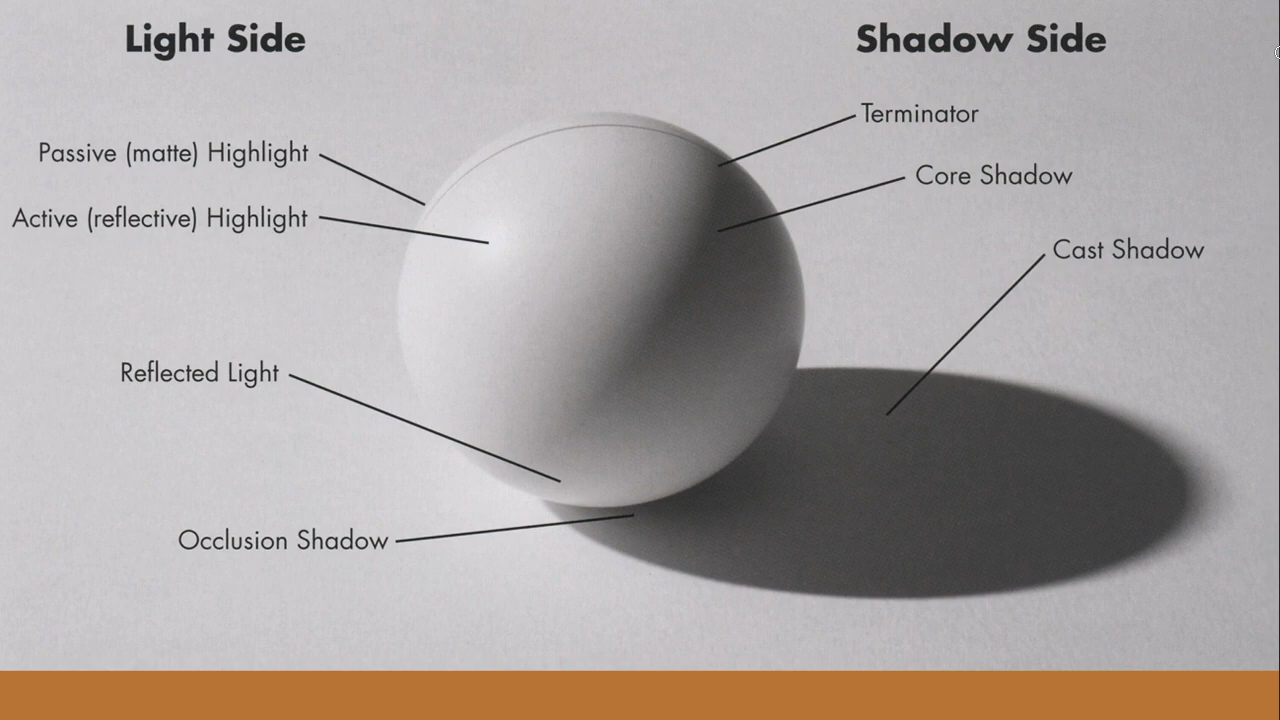 Light Side
Shadow Side
Passive (matte) Highlight
Active (reflective) Highlight
Reflected Light
Occlusion Shadow
Terminator
Core Shadow
Cast Shadow